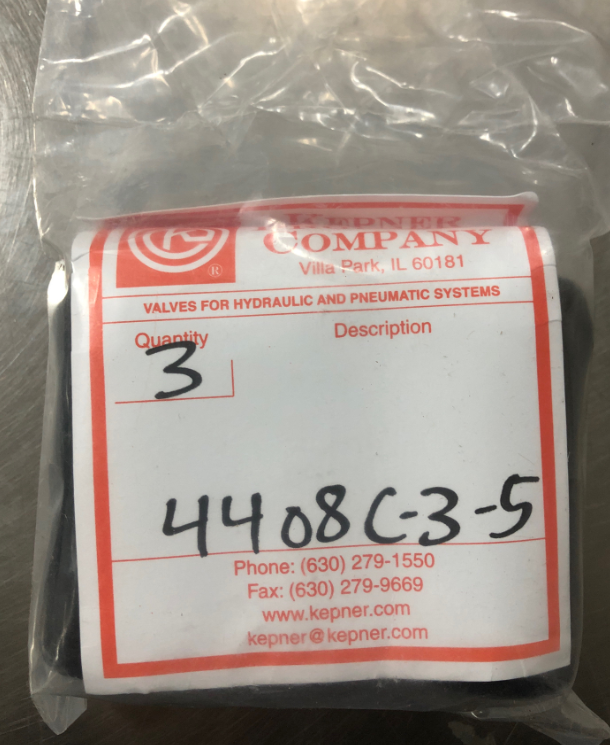 KEPNER
COMPANY
Villa Park, IL 60181
K ®
VALVES FOR HYDRAULIC AND PNEUMATIC SYSTEMS
Quantity Description
3
4408C-3-5
Phone: (630) 279-1550
Fax: (630) 279-9669
www.kepner.com
kepner@kepner.com